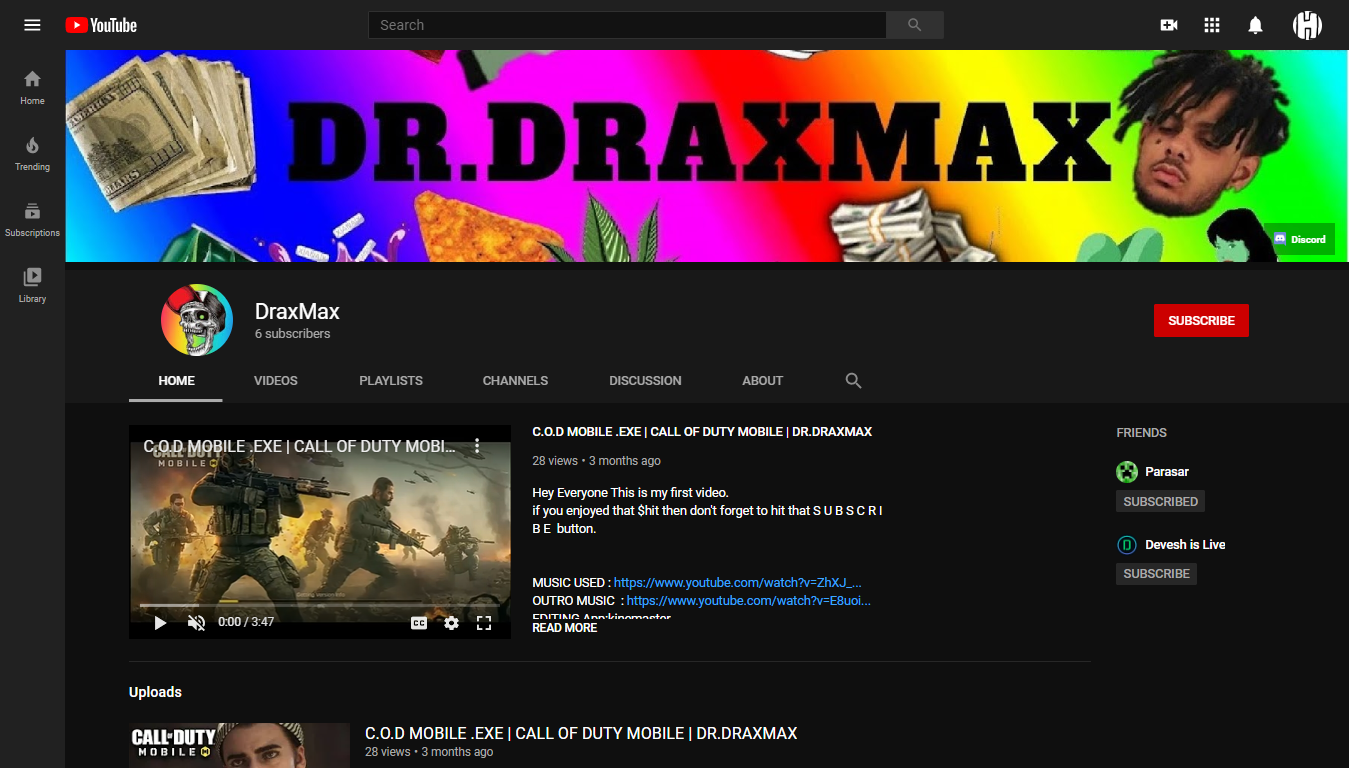 YouTube
Search
Home
Trending
Subscriptions
Library
DR.DRAXMAX
Discord
DraxMax
6 subscribers
SUBSCRIBE
HOME
VIDEOS
PLAYLISTS
CHANNELS
DISCUSSION
ABOUT
C.O.D MOBILE .EXE | CALL OF DUTY MOBI...
CALL OF DUTY
MOBILE
0:00 / 3:47
CC
C.O.D MOBILE .EXE | CALL OF DUTY MOBILE | DR.DRAXMAX
28 views • 3 months ago
Hey Everyone This is my first video.
if you enjoyed that $hit then don't forget to hit that S U B S C R I
B E  button.
MUSIC USED : https://www.youtube.com/watch?v=ZhXJ_...
OUTRO MUSIC  : https://www.youtube.com/watch?v=E8uoi...
EDITING App:kinemaster
READ MORE
FRIENDS
Parasar
SUBSCRIBED
Devesh is Live
SUBSCRIBE
Uploads
CALL OF DUTY
MOBILE
C.O.D MOBILE .EXE | CALL OF DUTY MOBILE | DR.DRAXMAX
28 views • 3 months ago